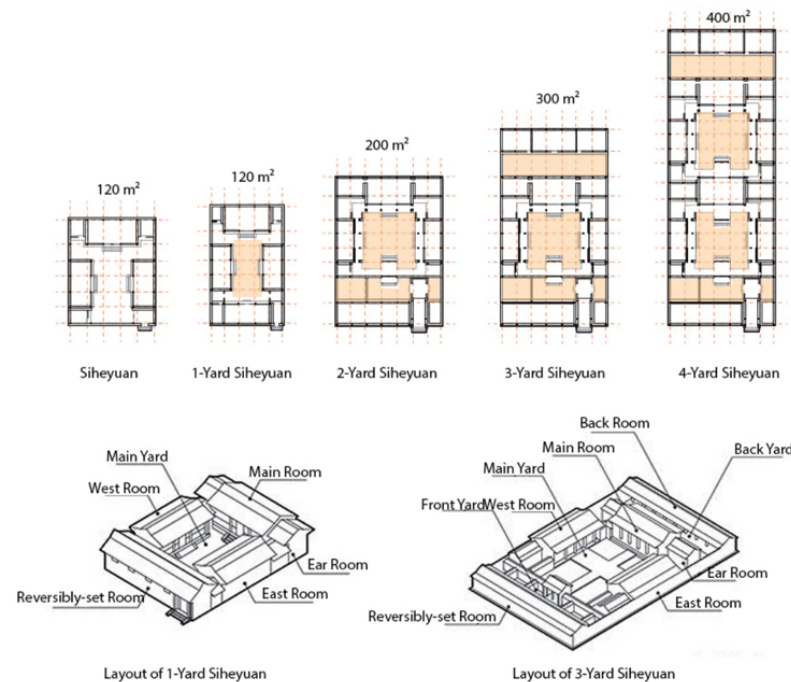 400 m²
300 m²
200 m²
120 m²
120 m²
Siheyuan
1-Yard Siheyuan
2-Yard Siheyuan
3-Yard Siheyuan
4-Yard Siheyuan
Main Yard
West Room
Main Room
Ear Room
East Room
Reversibly-set Room
Layout of 1-Yard Siheyuan
Back Room
Main Room
Back Yard
Main Yard
Front Yard
West Room
Ear Room
East Room
Reversibly-set Room
Layout of 3-Yard Siheyuan